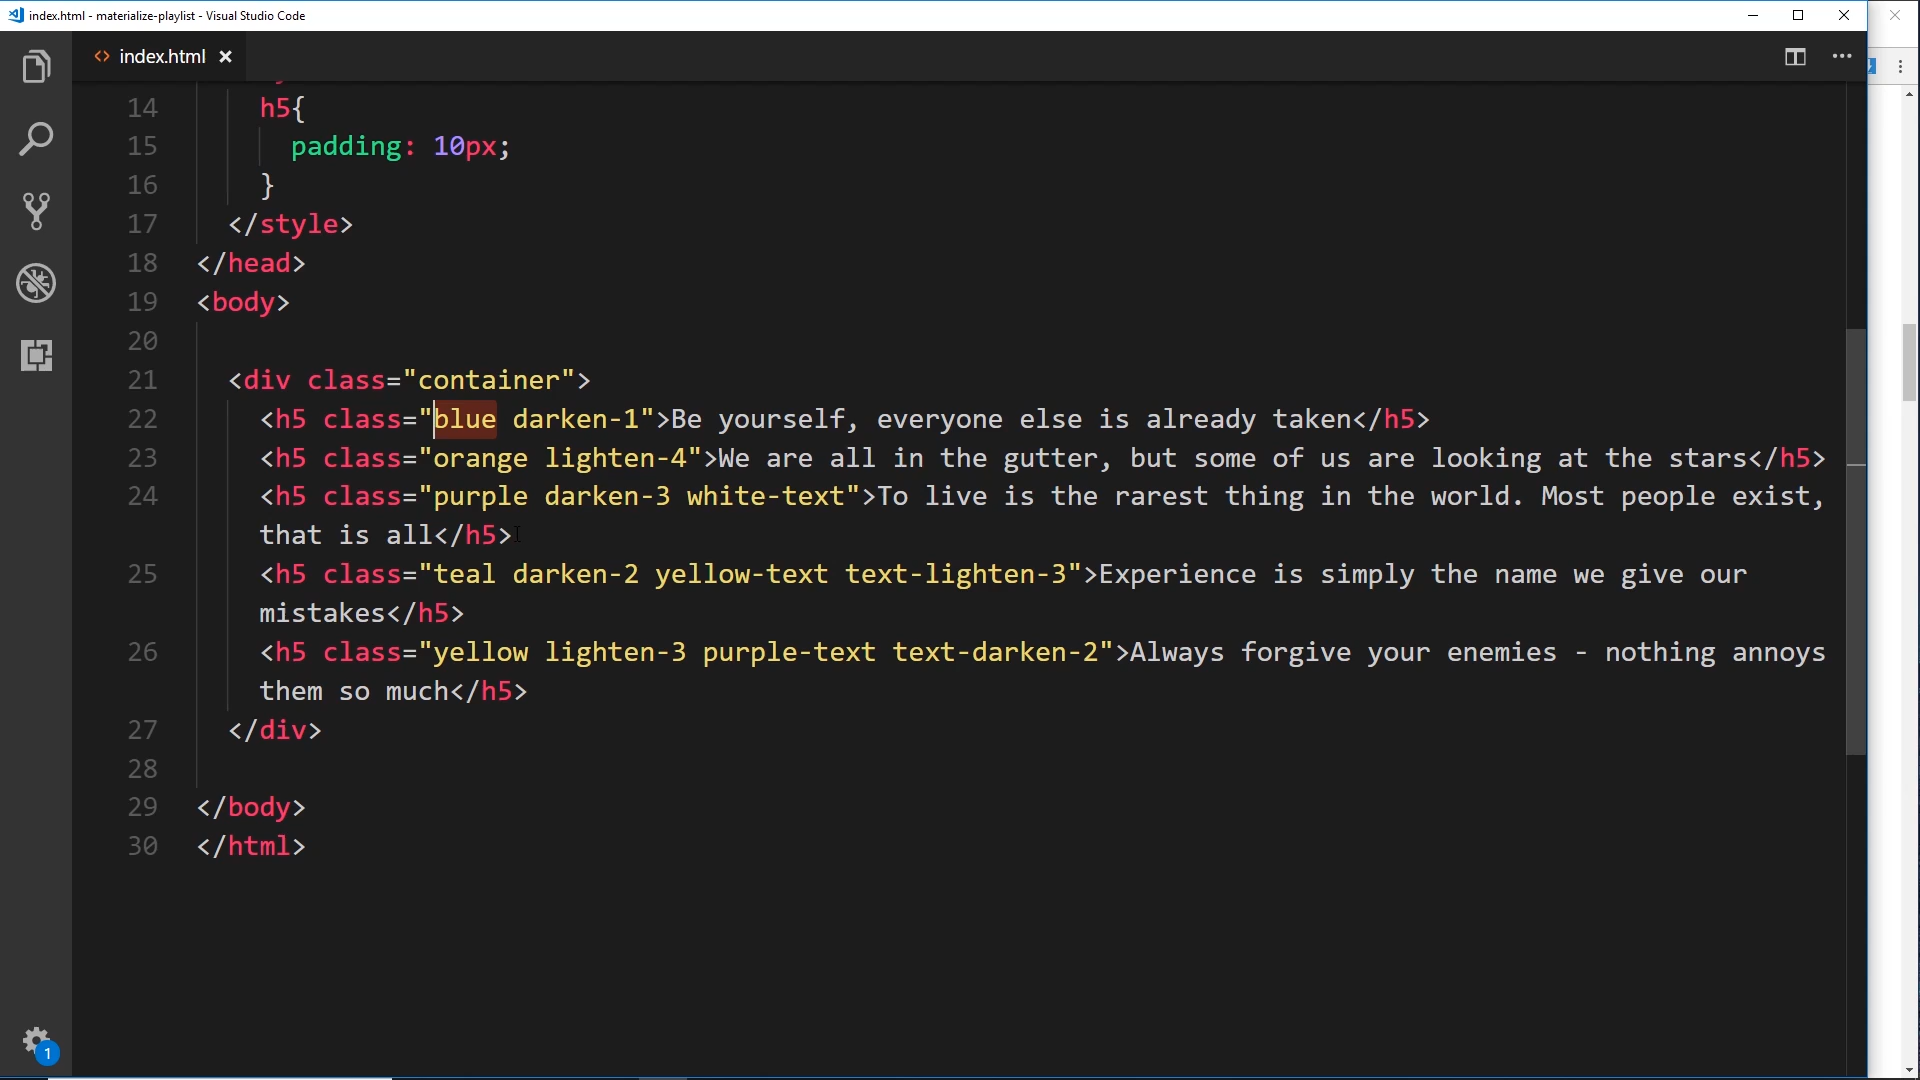 index.html - materialize-playlist - Visual Studio Code
<> index.html
14 h5{
15 padding: 10px;
16 }
17 </style>
18 </head>
19 <body>
20
21 <div class="container">
22 <h5 class="blue darken-1">Be yourself, everyone else is already taken</h5>
23 <h5 class="orange lighten-4">We are all in the gutter, but some of us are looking at the stars</h5>
24 <h5 class="purple darken-3 white-text">To live is the rarest thing in the world. Most people exist,
that is all</h5>
25 <h5 class="teal darken-2 yellow-text text-lighten-3">Experience is simply the name we give our
mistakes</h5>
26 <h5 class="yellow lighten-3 purple-text text-darken-2">Always forgive your enemies - nothing annoys
them so much</h5>
27 </div>
28
29 </body>
30 </html>
1